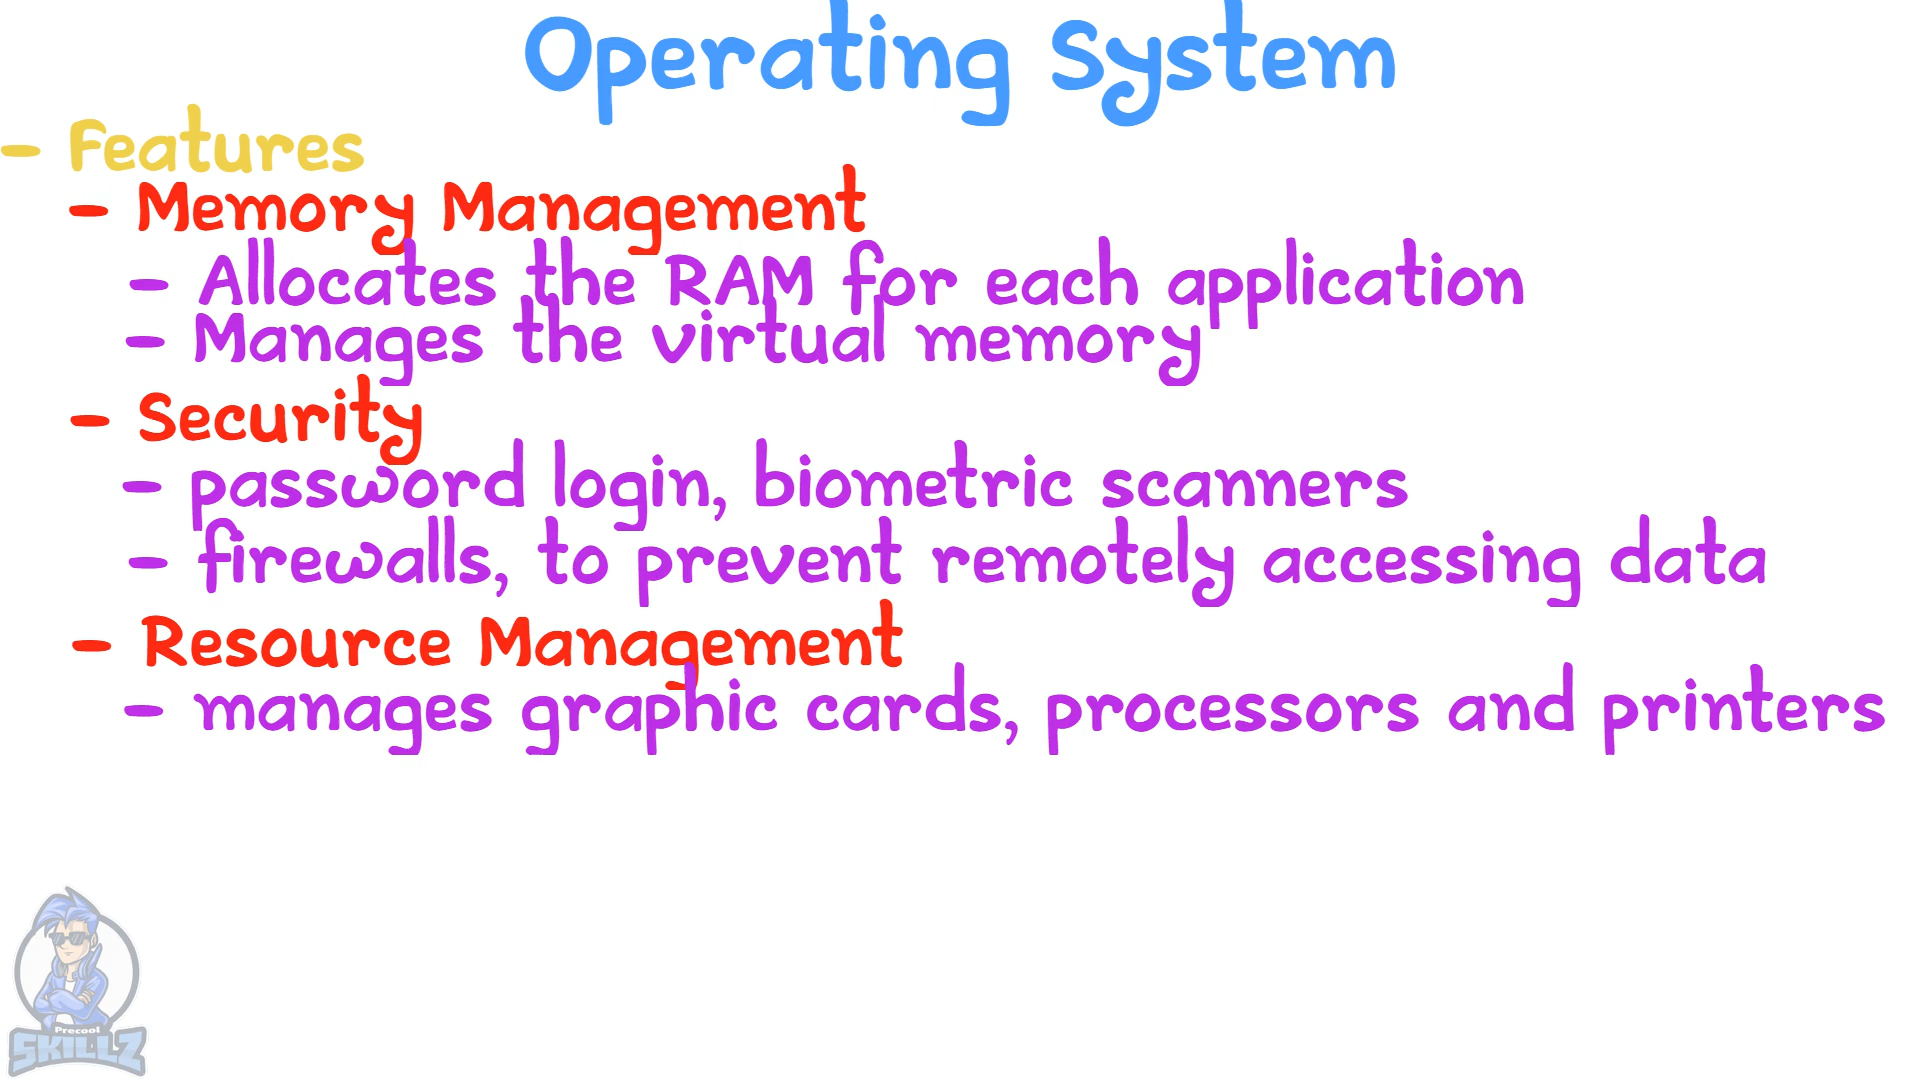 Operating System
- Features
- Memory Management
- Allocates the RAM for each application
- Manages the virtual memory
- Security
- password login, biometric scanners
- firewalls, to prevent remotely accessing data
- Resource Management
- manages graphic cards, processors and printers
Precool
SKILLZ